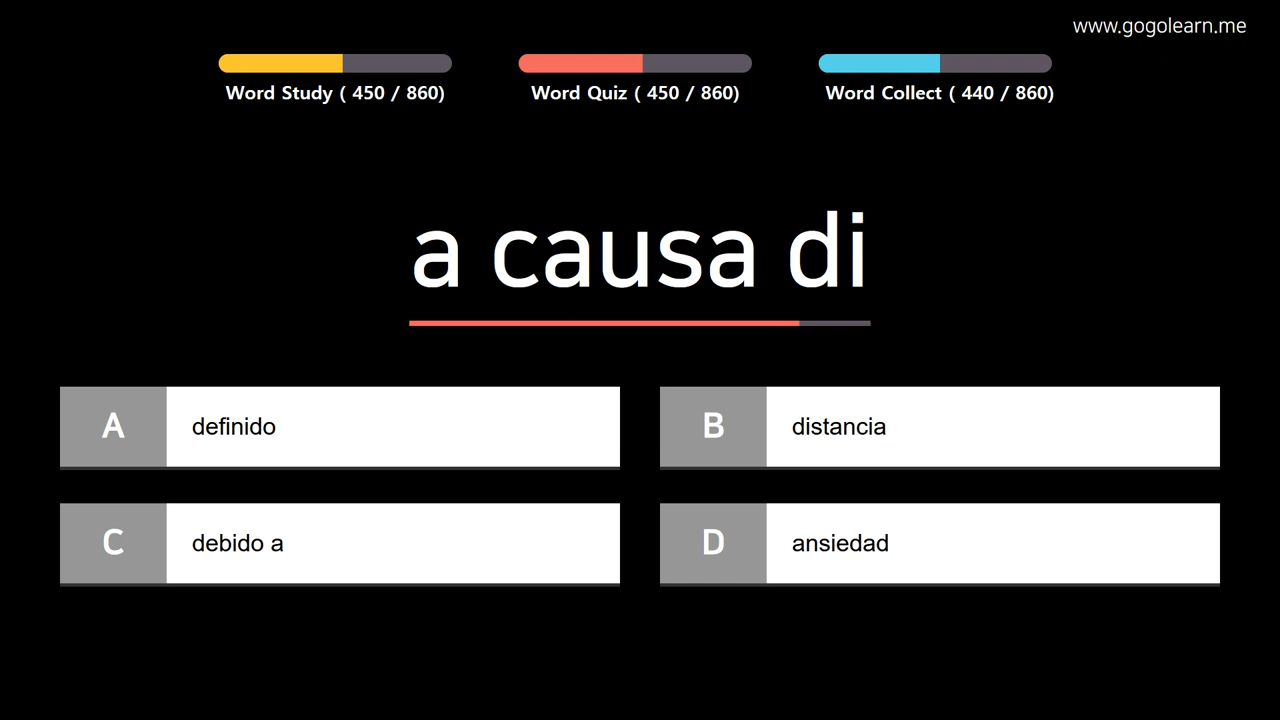 www.gogolearn.me
Word Study ( 450 / 860)
Word Quiz ( 450 / 860)
Word Collect ( 440 / 860)
a causa di
A definido
B distancia
C debido a
D ansiedad